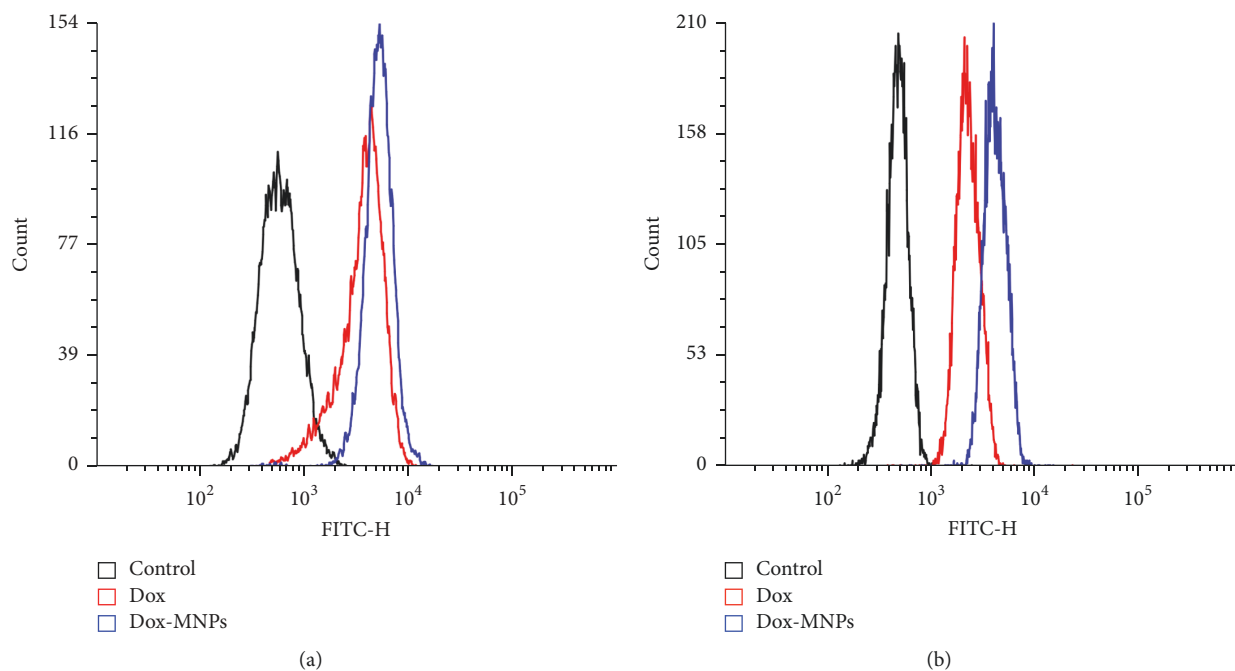 154
116
77
39
0
Count
10²
10³
10⁴
10⁵
FITC-H
Control
Dox
Dox-MNPs
(a)
210
158
105
53
0
Count
10²
10³
10⁴
10⁵
FITC-H
Control
Dox
Dox-MNPs
(b)